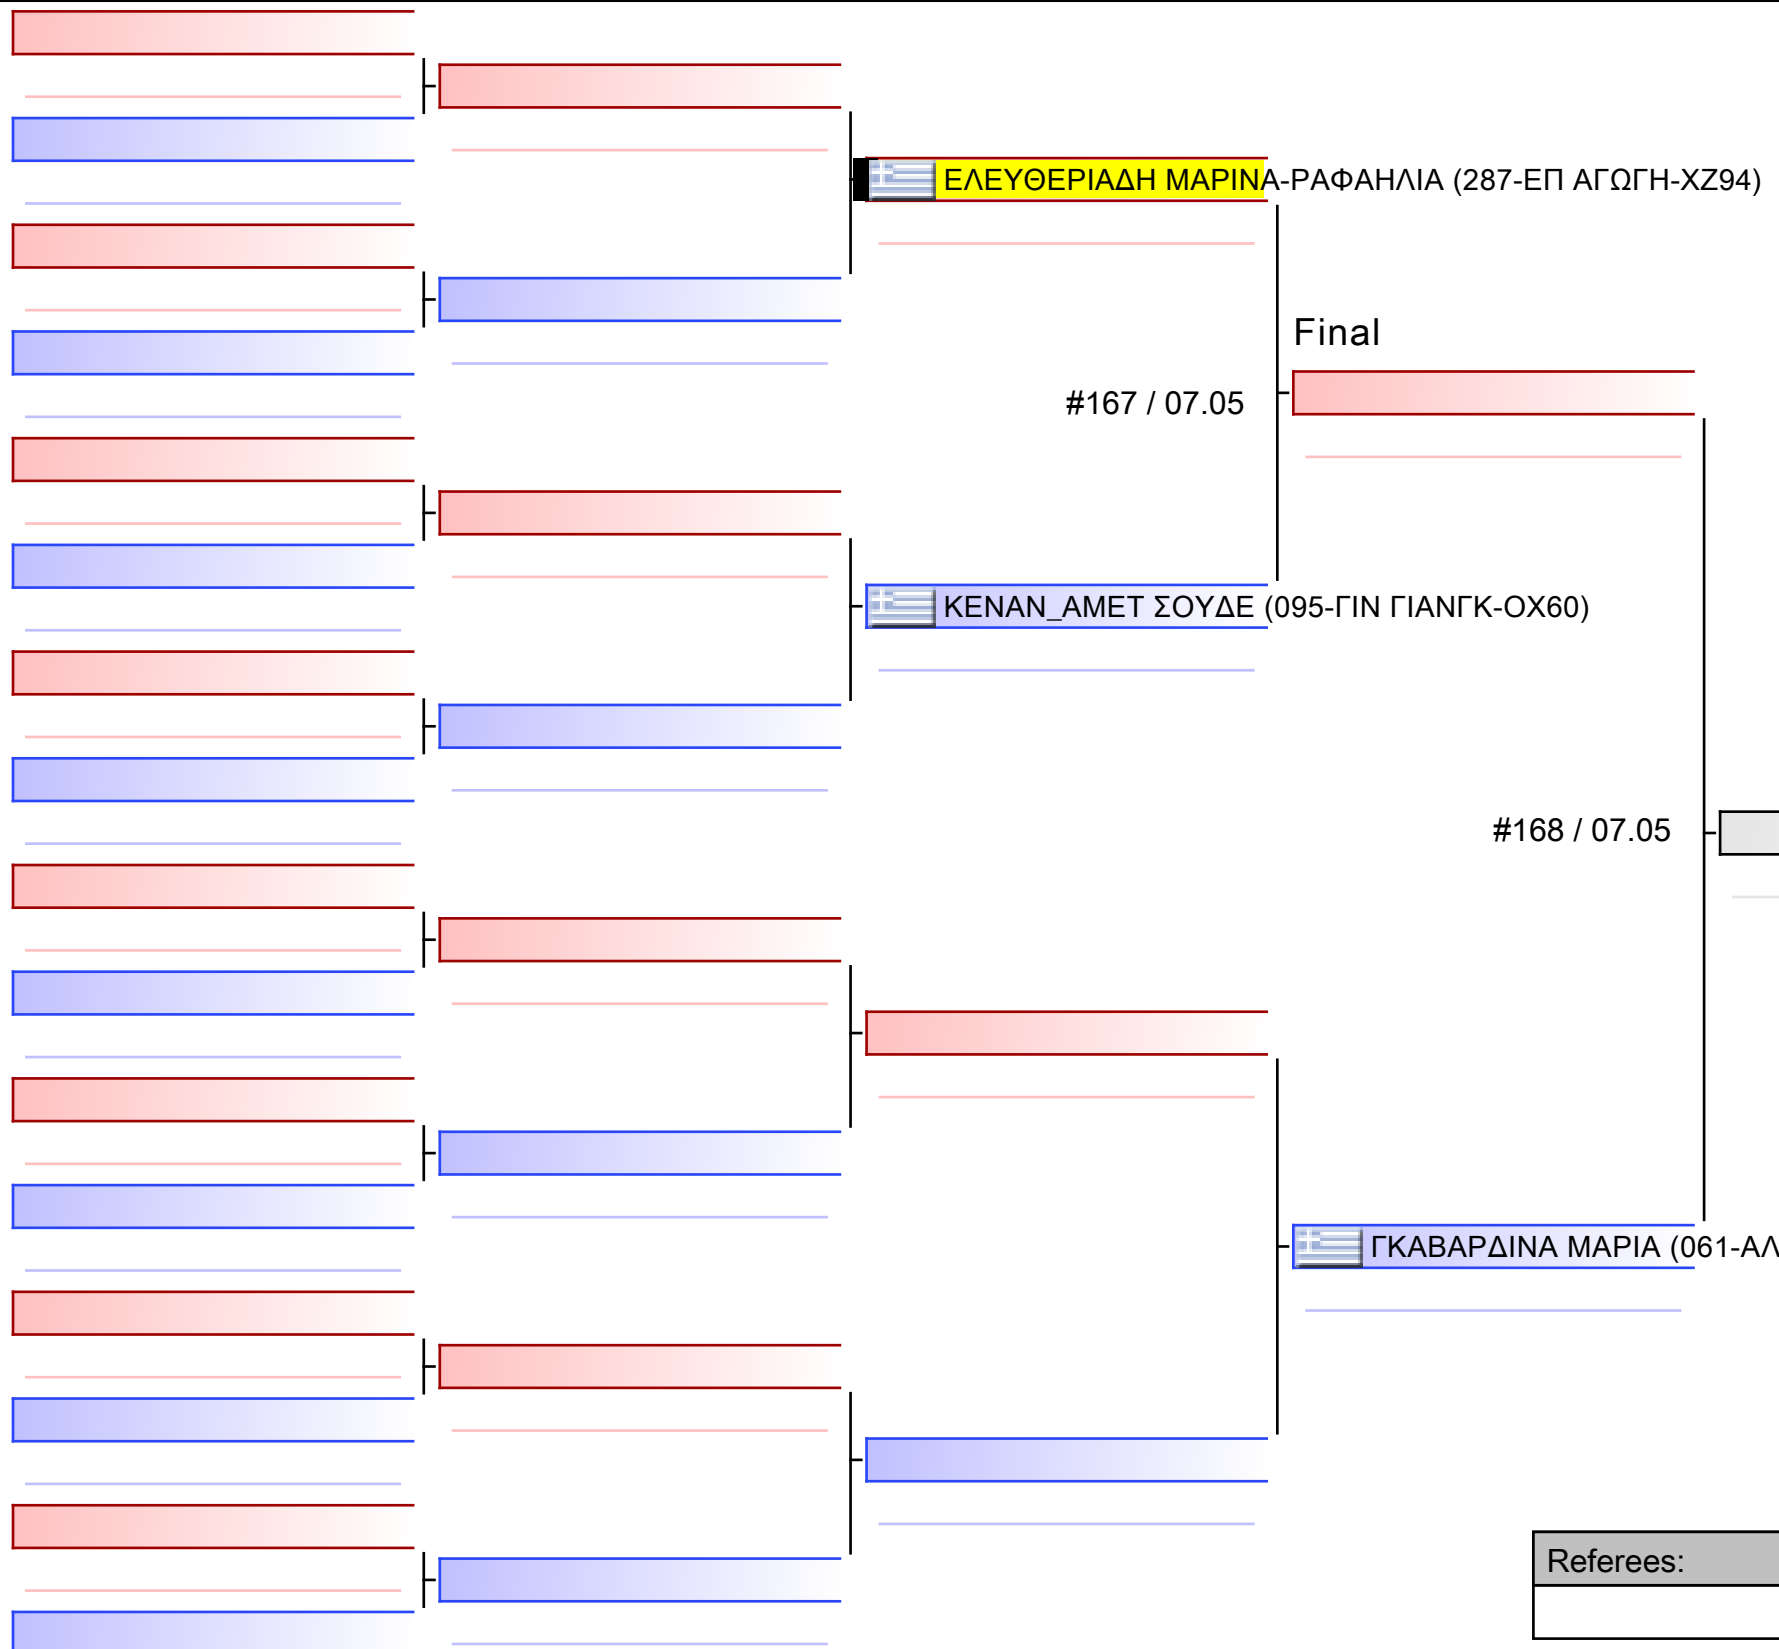 ΕΛΕΥΘΕΡΙΑΔΗ ΜΑΡΙΝΑ-ΡΑΦΑΗΛΙΑ (287-ΕΠ ΑΓΩΓΗ-ΧΖ94)
Final
#167 / 07.05
ΚΕΝΑΝ_ΑΜΕΤ ΣΟΥΔΕ (095-ΓΙΝ ΓΙΑΝΓΚ-ΟΧ60)
#168 / 07.05
ΓΚΑΒΑΡΔΙΝΑ ΜΑΡΙΑ (061-ΑΛ
Referees: